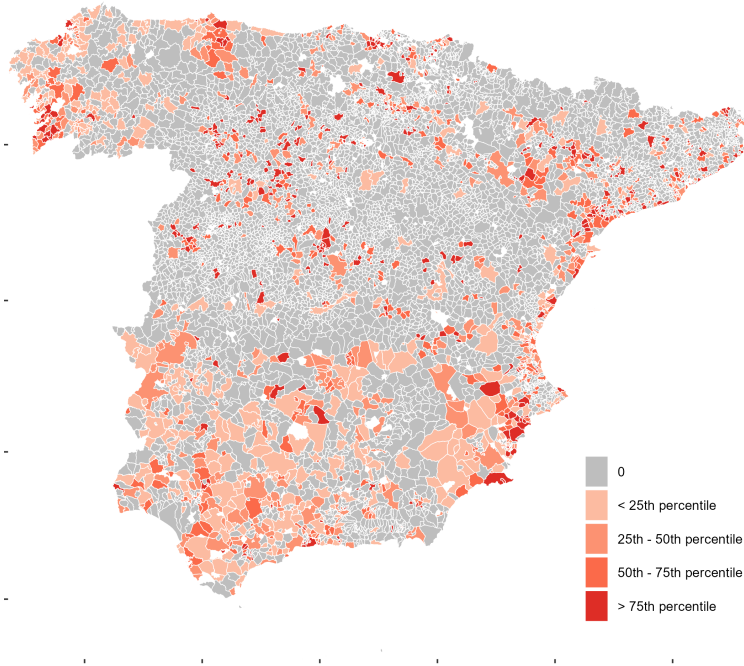 0
< 25th percentile
25th - 50th percentile
50th - 75th percentile
> 75th percentile